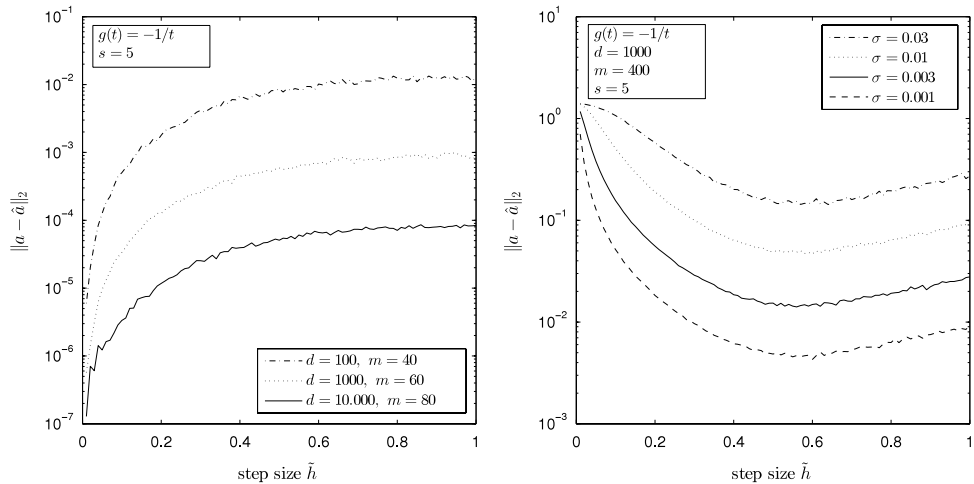 10^{-1}
10^{-2}
10^{-3}
10^{-4}
10^{-5}
10^{-6}
10^{-7}
‖a − â‖_2
g(t) = −1/t
s = 5
d = 100, m = 40
d = 1000, m = 60
d = 10.000, m = 80
0 0.2 0.4 0.6 0.8 1
step size h̃
10^{1}
10^{0}
10^{-1}
10^{-2}
10^{-3}
‖a − â‖_2
g(t) = −1/t
d = 1000
m = 400
s = 5
σ = 0.03
σ = 0.01
σ = 0.003
σ = 0.001
0 0.2 0.4 0.6 0.8 1
step size h̃